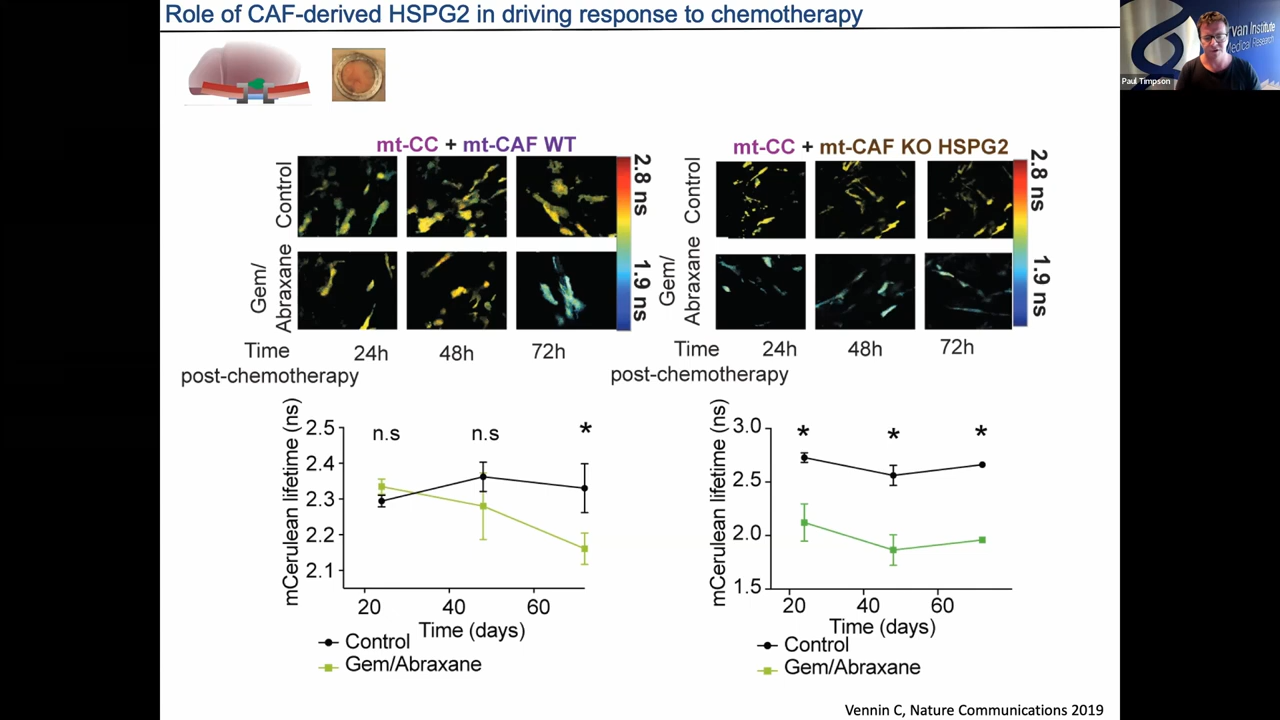 Role of CAF-derived HSPG2 in driving response to chemotherapy
van Institute
Medical Research
Paul Timpson
mt-CC + mt-CAF WT
Control
Gem/
Abraxane
2.8 ns
1.9 ns
Time
post-chemotherapy
24h
48h
72h
mt-CC + mt-CAF KO HSPG2
Control
Gem/
Abraxane
2.8 ns
1.9 ns
Time
post-chemotherapy
24h
48h
72h
mCerulean lifetime (ns)
2.5
2.4
2.3
2.2
2.1
n.s
n.s
*
20
40
60
Time (days)
Control
Gem/Abraxane
mCerulean lifetime (ns)
3.0
2.5
2.0
1.5
*
*
*
20
40
60
Time (days)
Control
Gem/Abraxane
Vennin C, Nature Communications 2019